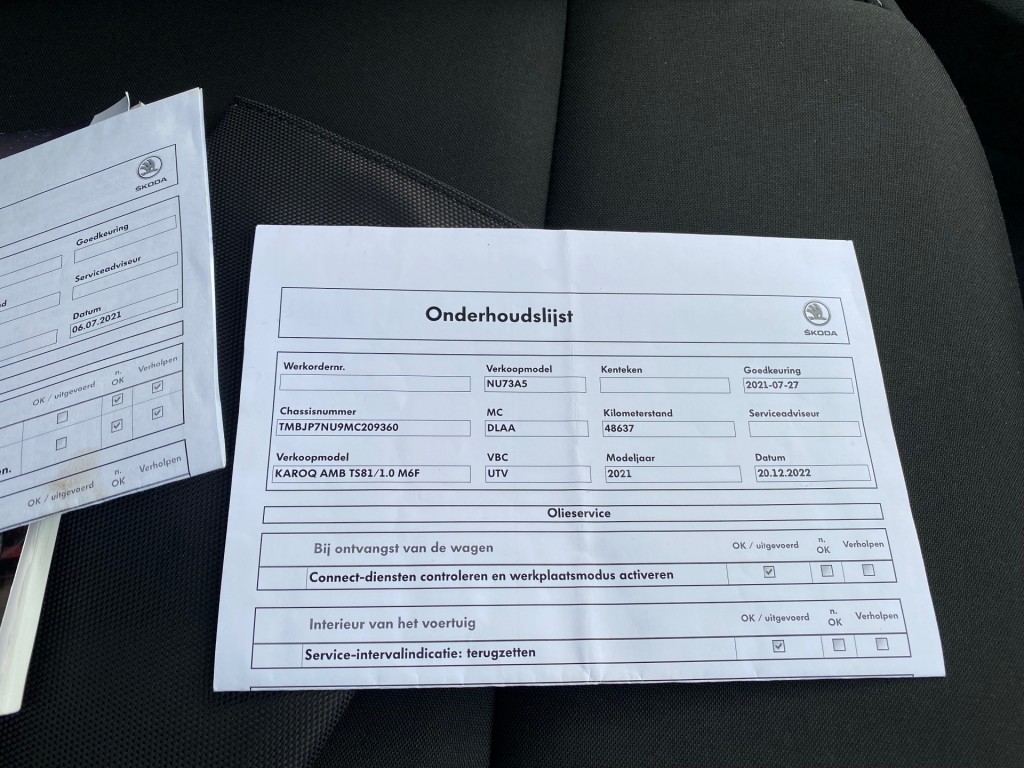 ŠKODA
Goedkeuring
Serviceadviseur
Datum
06.07.2021
OK / uitgevoerd n. OK Verholpen
OK / uitgevoerd n. OK Verholpen
Onderhoudslijst
ŠKODA
Werkordernr. Verkoopmodel Kenteken Goedkeuring
NU73A5 2021-07-27
Chassisnummer MC Kilometerstand Serviceadviseur
TMBJP7NU9MC209360 DLAA 48637
Verkoopmodel VBC Modeljaar Datum
KAROQ AMB TS81/1.0 M6F UTV 2021 20.12.2022
Olieservice
Bij ontvangst van de wagen OK / uitgevoerd n. OK Verholpen
Connect-diensten controleren en werkplaatsmodus activeren
Interieur van het voertuig OK / uitgevoerd n. OK Verholpen
Service-intervalindicatie: terugzetten